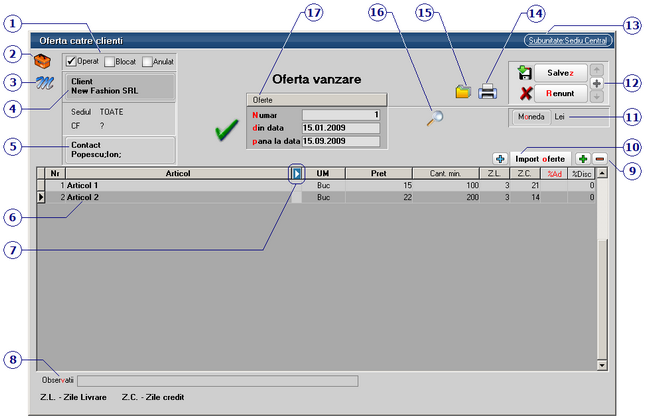 17
16
15
14
1
13
Oferta catre clienti
Subunitate:Sediu Central
2
Operat Blocat Anulat
3
Client
New Fashion SRL
Oferta vanzare
Salvez
Renunt
12
4
Oferte
Sediul TOATE
Numar 1
CF ?
din data 15.01.2009
Moneda Lei
11
pana la data 15.09.2009
5
Contact
Popescu;Ion;
10
Import oferte
9
Nr Articol UM Pret Cant. min. Z.L. Z.C. %Ad %Disc
1 Articol 1 Buc 15 100 3 21 0
2 Articol 2 Buc 22 200 3 14 0
6
7
8
Observatii
Z.L. - Zile Livrare Z.C. - Zile credit